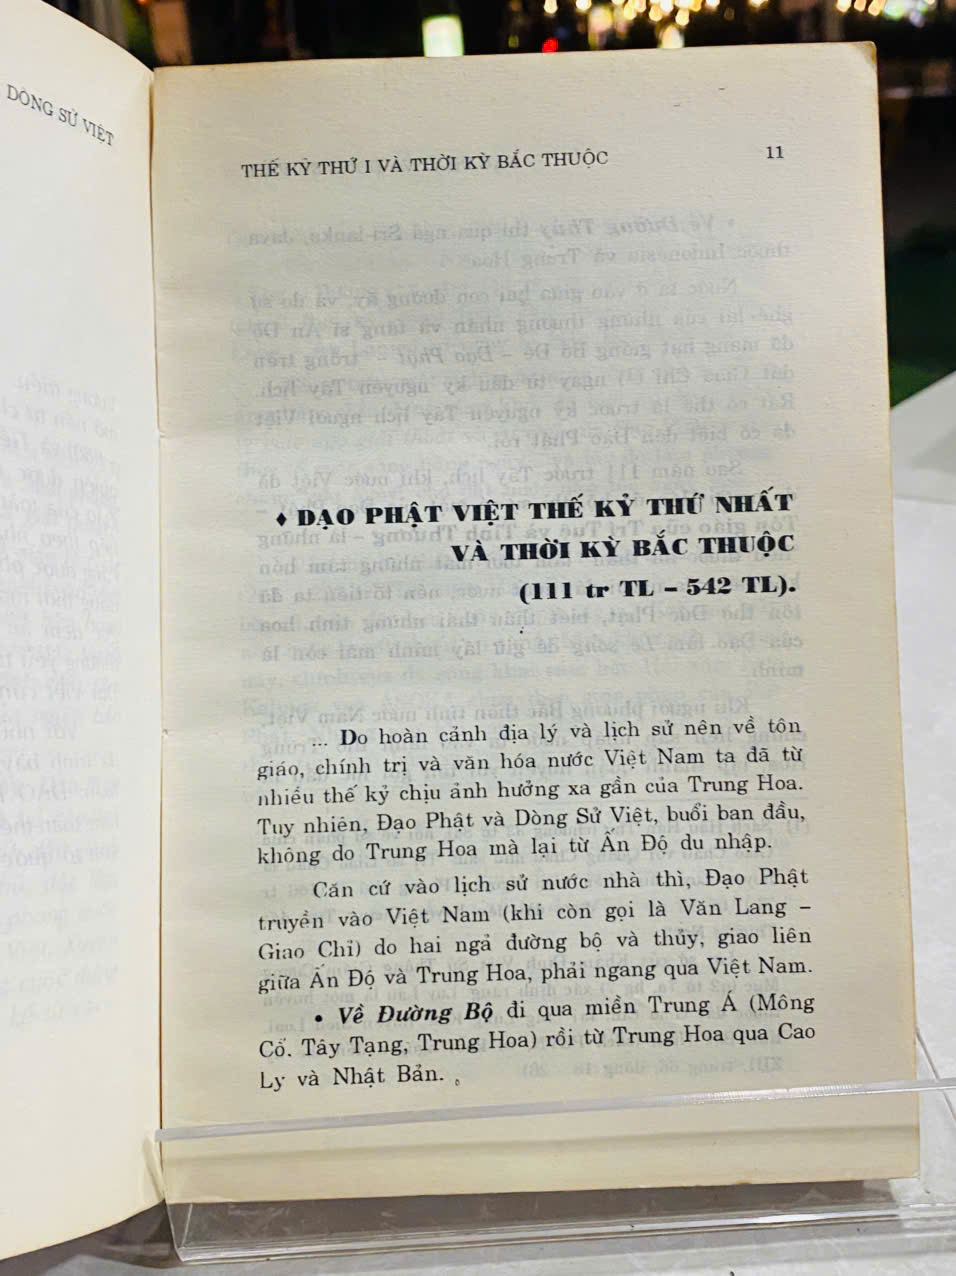 DÒNG SỬ VIỆT
THẾ KỶ THỨ I VÀ THỜI KỲ BẮC THUỘC 11
♦ ĐẠO PHẬT VIỆT THẾ KỶ THỨ NHẤT
VÀ THỜI KỲ BẮC THUỘC
(111 tr TL – 542 TL).
... Do hoàn cảnh địa lý và lịch sử nên về tôn
giáo, chính trị và văn hóa nước Việt Nam ta đã từ
nhiều thế kỷ chịu ảnh hưởng xa gần của Trung Hoa.
Tuy nhiên, Đạo Phật và Dòng Sử Việt, buổi ban đầu,
không do Trung Hoa mà lại từ Ấn Độ du nhập.
Căn cứ vào lịch sử nước nhà thì, Đạo Phật
truyền vào Việt Nam (khi còn gọi là Văn Lang –
Giao Chỉ) do hai ngả đường bộ và thủy, giao liên
giữa Ấn Độ và Trung Hoa, phải ngang qua Việt Nam.
• Về Đường Bộ đi qua miền Trung Á (Mông
Cổ. Tây Tạng, Trung Hoa) rồi từ Trung Hoa qua Cao
Ly và Nhật Bản.